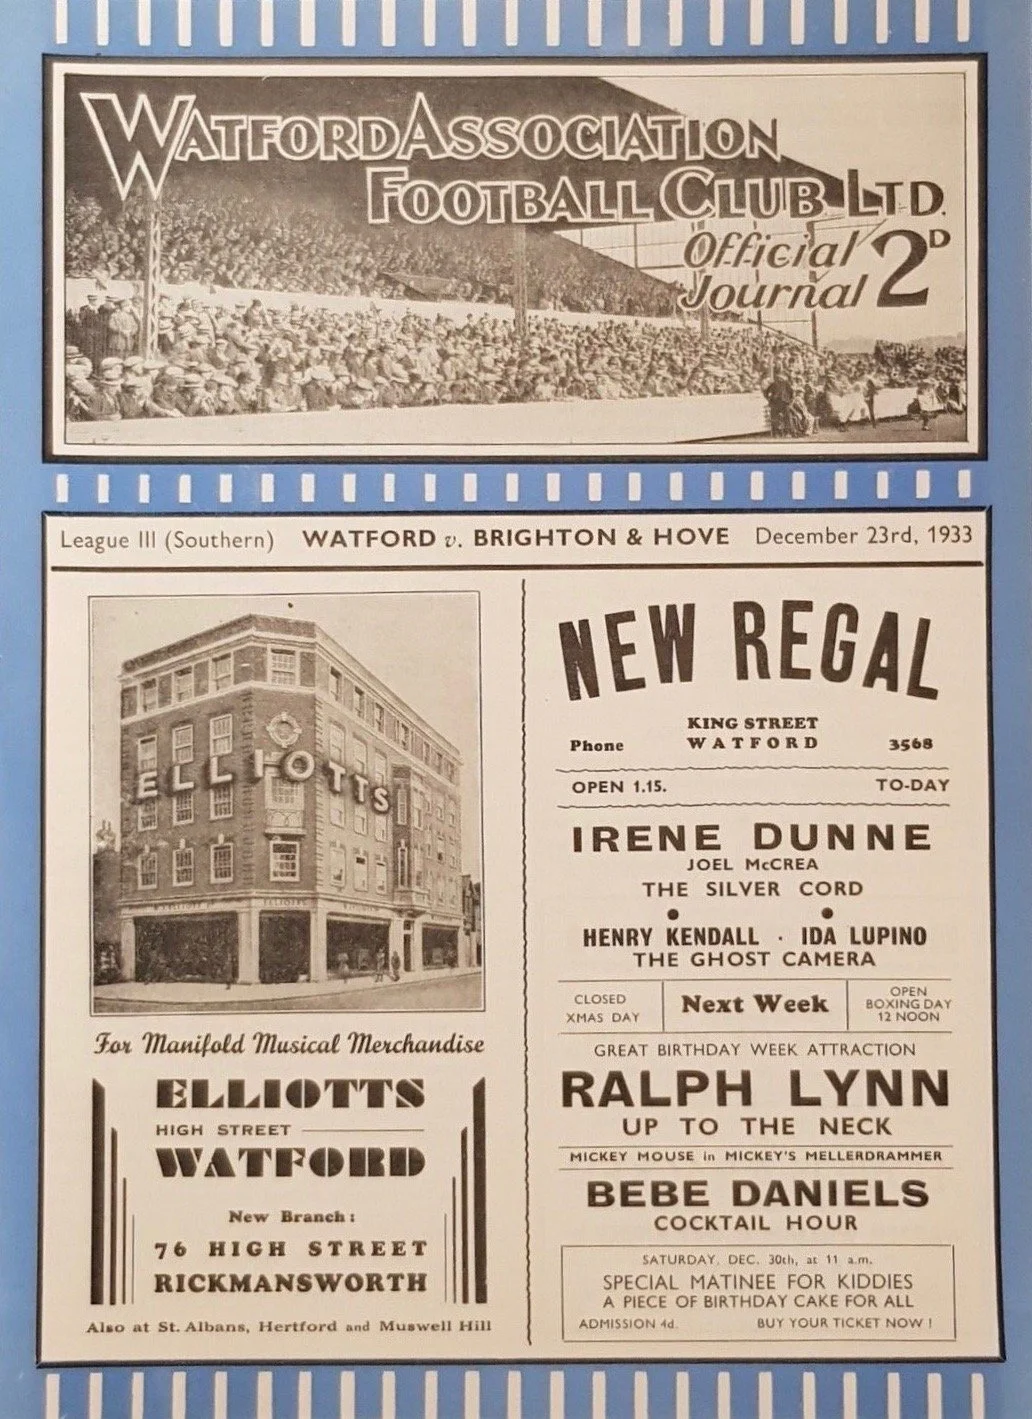 WATFORD ASSOCIATION
FOOTBALL CLUB LTD.
Official
Journal 2D
League III (Southern) WATFORD v. BRIGHTON & HOVE December 23rd, 1933
ELLIOTTS
For Manifold Musical Merchandise
ELLIOTTS
HIGH STREET
WATFORD
New Branch:
76 HIGH STREET
RICKMANSWORTH
Also at St. Albans, Hertford and Muswell Hill
NEW REGAL
KING STREET
Phone WATFORD 3568
OPEN 1.15. TO-DAY
IRENE DUNNE
JOEL McCREA
THE SILVER CORD
HENRY KENDALL · IDA LUPINO
THE GHOST CAMERA
CLOSED
XMAS DAY
Next Week
OPEN
BOXING DAY
12 NOON
GREAT BIRTHDAY WEEK ATTRACTION
RALPH LYNN
UP TO THE NECK
MICKEY MOUSE in MICKEY'S MELLERDRAMMER
BEBE DANIELS
COCKTAIL HOUR
SATURDAY, DEC. 30th, at 11 a.m.
SPECIAL MATINEE FOR KIDDIES
A PIECE OF BIRTHDAY CAKE FOR ALL
ADMISSION 4d. BUY YOUR TICKET NOW !